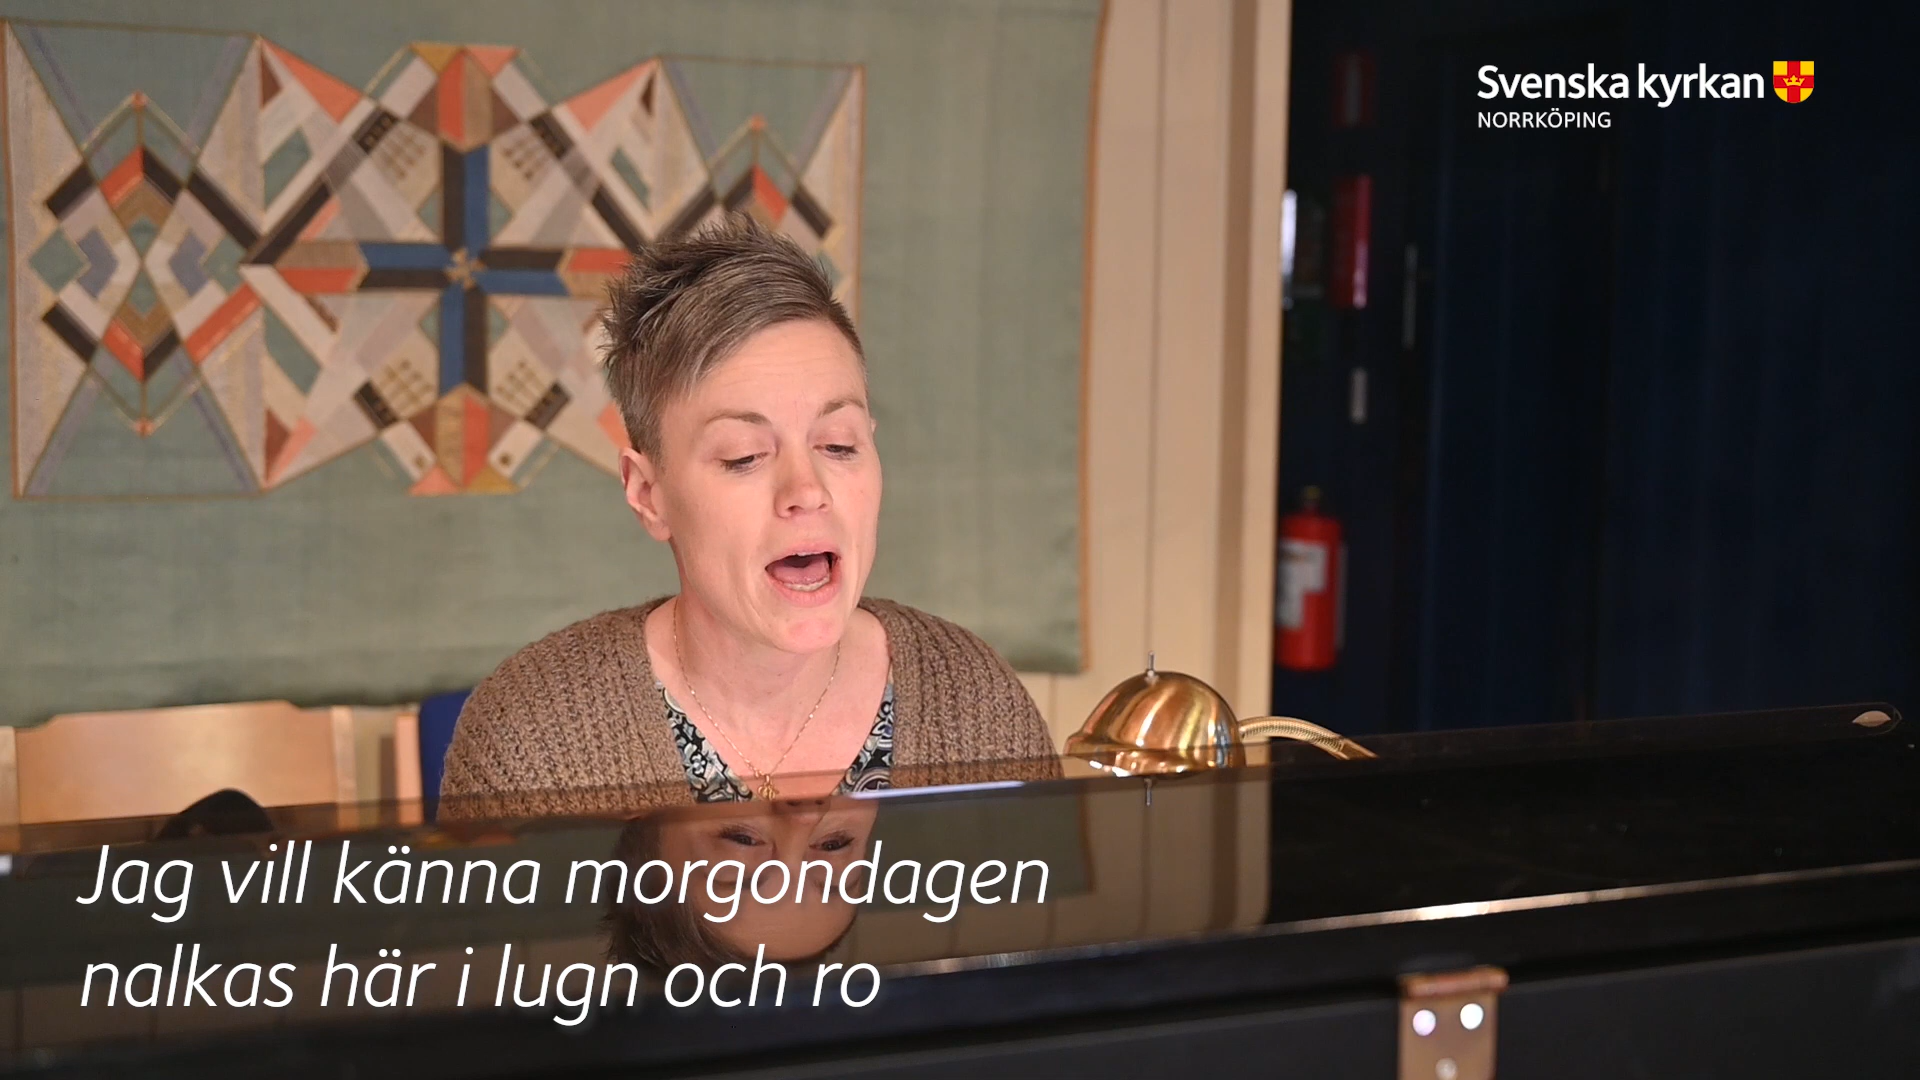 Svenska kyrkan
NORRKÖPING
Jag vill känna morgondagen
nalkas här i lugn och ro